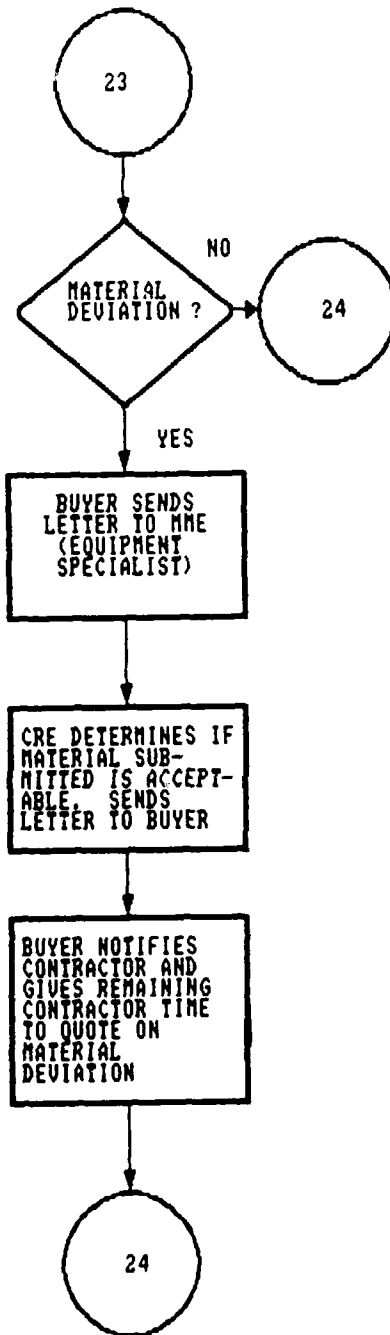 23
NO
MATERIAL
DEVIATION ?
24
YES
BUYER SENDS
LETTER TO MME
(EQUIPMENT
SPECIALIST)
CRE DETERMINES IF
MATERIAL SUB-
MITTED IS ACCEPT-
ABLE. SENDS
LETTER TO BUYER
BUYER NOTIFIES
CONTRACTOR AND
GIVES REMAINING
CONTRACTOR TIME
TO QUOTE ON
MATERIAL
DEVIATION
24